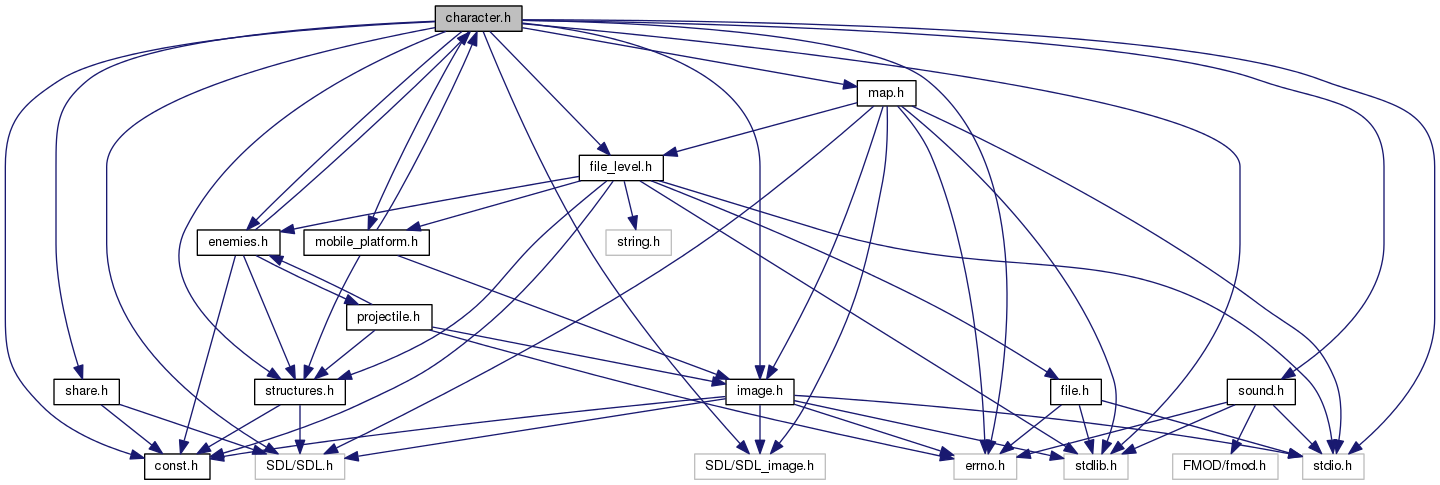 character.h
map.h
file_level.h
enemies.h
mobile_platform.h
string.h
projectile.h
share.h
structures.h
image.h
file.h
sound.h
const.h
SDL/SDL.h
SDL/SDL_image.h
errno.h
stdlib.h
FMOD/fmod.h
stdio.h